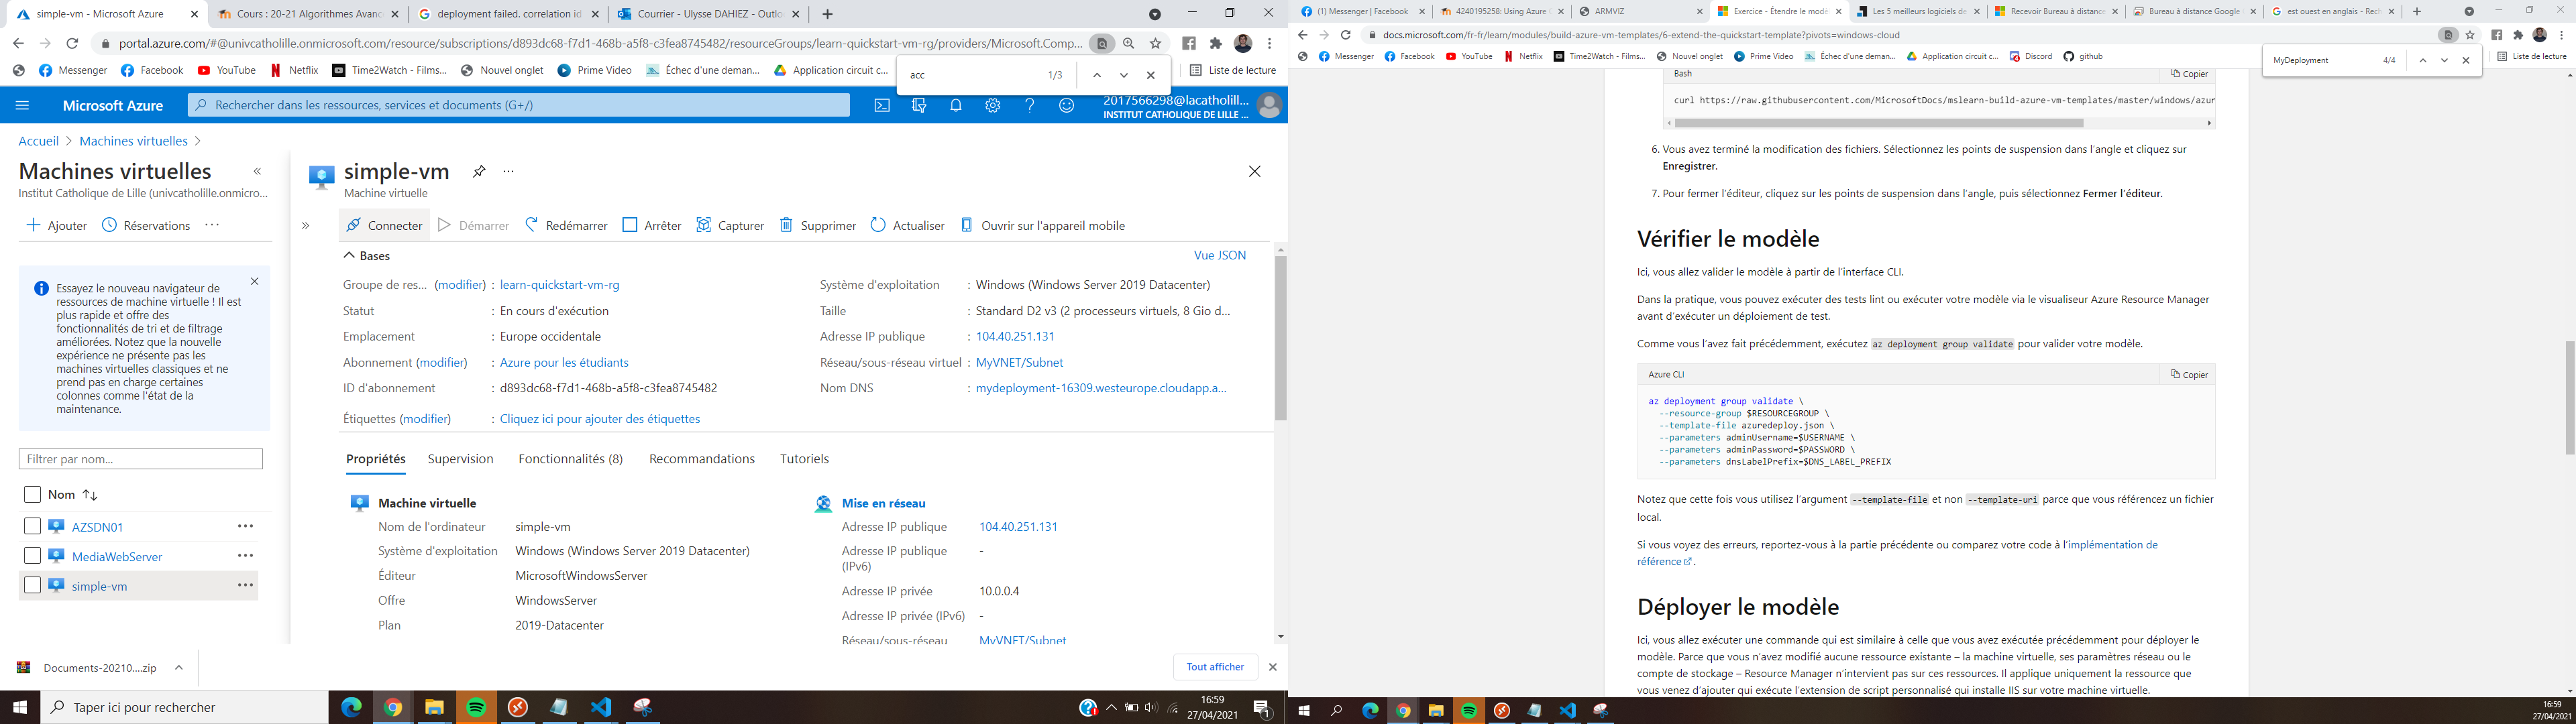 simple-vm - Microsoft Azure
Cours : 20-21 Algorithmes Avanc
deployment failed. correlation id
Courrier - Ulysse DAHIEZ - Outlo
portal.azure.com/#@univcatholille.onmicrosoft.com/resource/subscriptions/d893dc68-f7d1-468b-a5f8-c3fea8745482/resourceGroups/learn-quickstart-vm-rg/providers/Microsoft.Comp...
Messenger
Facebook
YouTube
Netflix
Time2Watch - Films...
Nouvel onglet
Prime Video
Échec d'une deman...
Application circuit c...
Liste de lecture
acc
1/3
Microsoft Azure
Rechercher dans les ressources, services et documents (G+/)
2017566298@lacatholill...
INSTITUT CATHOLIQUE DE LILLE ...
Accueil > Machines virtuelles >
Machines virtuelles
Institut Catholique de Lille (univcatholille.onmicro...
Ajouter
Réservations
Essayez le nouveau navigateur de
ressources de machine virtuelle ! Il est
plus rapide et offre des
fonctionnalités de tri et de filtrage
améliorées. Notez que la nouvelle
expérience ne présente pas les
machines virtuelles classiques et ne
prend pas en charge certaines
colonnes comme l'état de la
maintenance.
Filtrer par nom...
Nom
AZSDN01
MediaWebServer
simple-vm
simple-vm
Machine virtuelle
Connecter
Démarrer
Redémarrer
Arrêter
Capturer
Supprimer
Actualiser
Ouvrir sur l'appareil mobile
Bases
Vue JSON
Groupe de res... (modifier) : learn-quickstart-vm-rg
Statut : En cours d'exécution
Emplacement : Europe occidentale
Abonnement (modifier) : Azure pour les étudiants
ID d'abonnement : d893dc68-f7d1-468b-a5f8-c3fea8745482
Étiquettes (modifier) : Cliquez ici pour ajouter des étiquettes
Système d'exploitation : Windows (Windows Server 2019 Datacenter)
Taille : Standard D2 v3 (2 processeurs virtuels, 8 Gio d...
Adresse IP publique : 104.40.251.131
Réseau/sous-réseau virtuel : MyVNET/Subnet
Nom DNS : mydeployment-16309.westeurope.cloudapp.a...
Propriétés
Supervision
Fonctionnalités (8)
Recommandations
Tutoriels
Machine virtuelle
Nom de l'ordinateur simple-vm
Système d'exploitation Windows (Windows Server 2019 Datacenter)
Éditeur MicrosoftWindowsServer
Offre WindowsServer
Plan 2019-Datacenter
Mise en réseau
Adresse IP publique 104.40.251.131
Adresse IP publique -
(IPv6)
Adresse IP privée 10.0.0.4
Adresse IP privée (IPv6) -
Réseau/sous-réseau MyVNET/Subnet
Documents-20210....zip
Tout afficher
Taper ici pour rechercher
16:59
27/04/2021
1
(1) Messenger | Facebook
4240195258: Using Azure
ARMVIZ
Exercice - Étendre le modè
Les 5 meilleurs logiciels de
Recevoir Bureau à distance
Bureau à distance Google
est ouest en anglais - Rech
docs.microsoft.com/fr-fr/learn/modules/build-azure-vm-templates/6-extend-the-quickstart-template?pivots=windows-cloud
Messenger
Facebook
YouTube
Netflix
Time2Watch - Films...
Nouvel onglet
Prime Video
Échec d'une deman...
Application circuit c...
Discord
github
Liste de lecture
MyDeployment
4/4
Bash
Copier
curl https://raw.githubusercontent.com/MicrosoftDocs/mslearn-build-azure-vm-templates/master/windows/azur
6. Vous avez terminé la modification des fichiers. Sélectionnez les points de suspension dans l'angle et cliquez sur
Enregistrer.
7. Pour fermer l'éditeur, cliquez sur les points de suspension dans l'angle, puis sélectionnez Fermer l'éditeur.
Vérifier le modèle
Ici, vous allez valider le modèle à partir de l'interface CLI.
Dans la pratique, vous pouvez exécuter des tests lint ou exécuter votre modèle via le visualiseur Azure Resource Manager
avant d'exécuter un déploiement de test.
Comme vous l'avez fait précédemment, exécutez az deployment group validate pour valider votre modèle.
Azure CLI
Copier
az deployment group validate \
--resource-group $RESOURCEGROUP \
--template-file azuredeploy.json \
--parameters adminUsername=$USERNAME \
--parameters adminPassword=$PASSWORD \
--parameters dnsLabelPrefix=$DNS_LABEL_PREFIX
Notez que cette fois vous utilisez l'argument --template-file et non --template-uri parce que vous référencez un fichier
local.
Si vous voyez des erreurs, reportez-vous à la partie précédente ou comparez votre code à l'implémentation de
référence.
Déployer le modèle
Ici, vous allez exécuter une commande qui est similaire à celle que vous avez exécutée précédemment pour déployer le
modèle. Parce que vous n'avez modifié aucune ressource existante – la machine virtuelle, ses paramètres réseau ou le
compte de stockage – Resource Manager n'intervient pas sur ces ressources. Il applique uniquement la ressource que
vous venez d'ajouter qui exécute l'extension de script personnalisé qui installe IIS sur votre machine virtuelle.
16:59
27/04/2021